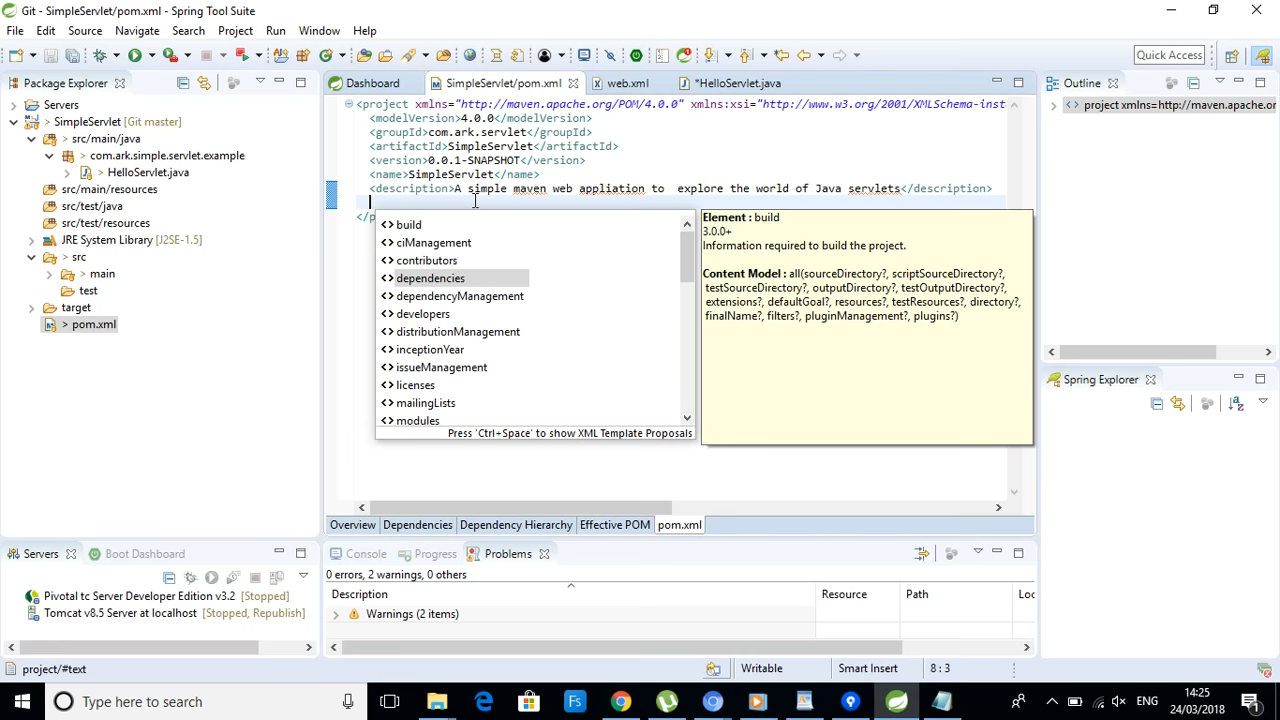 Git - SimpleServlet/pom.xml - Spring Tool Suite
File Edit Source Navigate Search Project Run Window Help
Quick Access
Package Explorer
Dashboard
SimpleServlet/pom.xml
web.xml
*HelloServlet.java
Outline
Servers
> SimpleServlet [Git master]
> src/main/java
> com.ark.simple.servlet.example
> HelloServlet.java
src/main/resources
src/test/java
src/test/resources
JRE System Library [J2SE-1.5]
> src
> main
test
target
> pom.xml
<project xmlns="http://maven.apache.org/POM/4.0.0" xmlns:xsi="http://www.w3.org/2001/XMLSchema-inst
<modelVersion>4.0.0</modelVersion>
<groupId>com.ark.servlet</groupId>
<artifactId>SimpleServlet</artifactId>
<version>0.0.1-SNAPSHOT</version>
<name>SimpleServlet</name>
<description>A simple maven web appliation to  explore the world of Java servlets</description>
</p
<> build
<> ciManagement
<> contributors
<> dependencies
<> dependencyManagement
<> developers
<> distributionManagement
<> inceptionYear
<> issueManagement
<> licenses
<> mailingLists
<> modules
Press 'Ctrl+Space' to show XML Template Proposals
Element : build
3.0.0+
Information required to build the project.
Content Model : all(sourceDirectory?, scriptSourceDirectory?,
testSourceDirectory?, outputDirectory?, testOutputDirectory?,
extensions?, defaultGoal?, resources?, testResources?, directory?,
finalName?, filters?, pluginManagement?, plugins?)
<> project xmlns=http://maven.apache.or
Spring Explorer
Overview Dependencies Dependency Hierarchy Effective POM pom.xml
Servers
Boot Dashboard
Pivotal tc Server Developer Edition v3.2 [Stopped]
Tomcat v8.5 Server at localhost [Stopped, Republish]
Console
Progress
Problems
0 errors, 2 warnings, 0 others
Description Resource Path Loc
Warnings (2 items)
project/#text
Writable
Smart Insert
8 : 3
Type here to search
Fs
ENG
14:25
24/03/2018
1